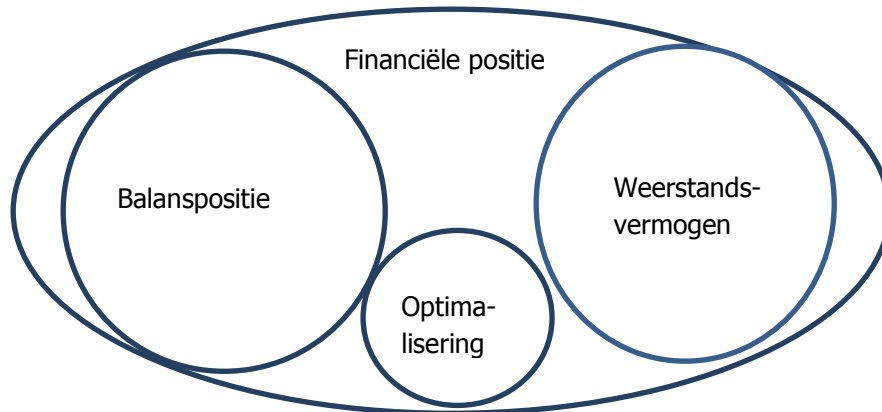 Financiële positie
Balanspositie
Weerstands-
vermogen
Optima-
lisering